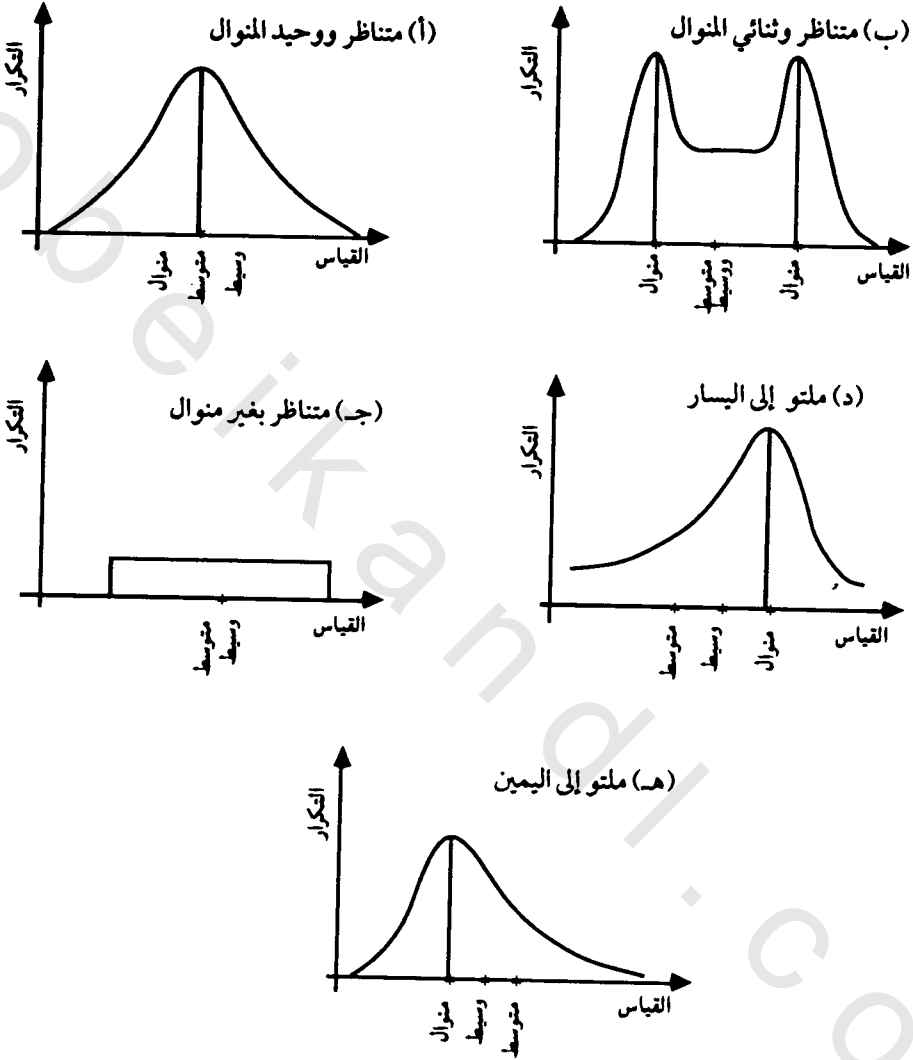 (أ) متناظر ووحيد المنوال
التكرار
القياس
منوال
متوسط
وسيط
(ب) متناظر وثنائي المنوال
التكرار
القياس
منوال
متوسط
ووسيط
منوال
(جـ) متناظر بغير منوال
التكرار
القياس
متوسط
وسيط
(د) ملتو إلى اليسار
التكرار
القياس
متوسط
وسيط
منوال
(هـ) ملتو إلى اليمين
التكرار
القياس
منوال
وسيط
متوسط
obeikandl.co